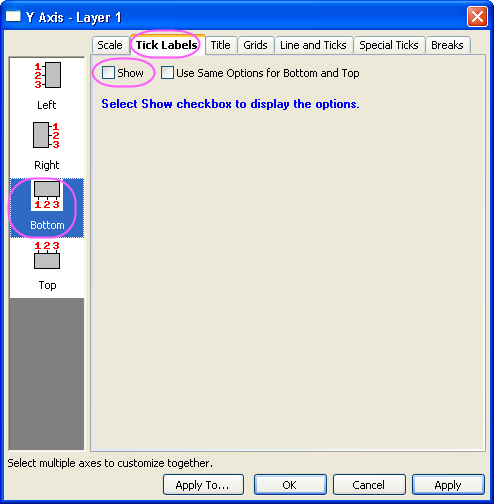 Y Axis - Layer 1
Scale Tick Labels Title Grids Line and Ticks Special Ticks Breaks
Show Use Same Options for Bottom and Top
Select Show checkbox to display the options.
1
2
3
Left
1
2
3
Right
1 2 3
Bottom
1 2 3
Top
Select multiple axes to customize together.
Apply To... OK Cancel Apply